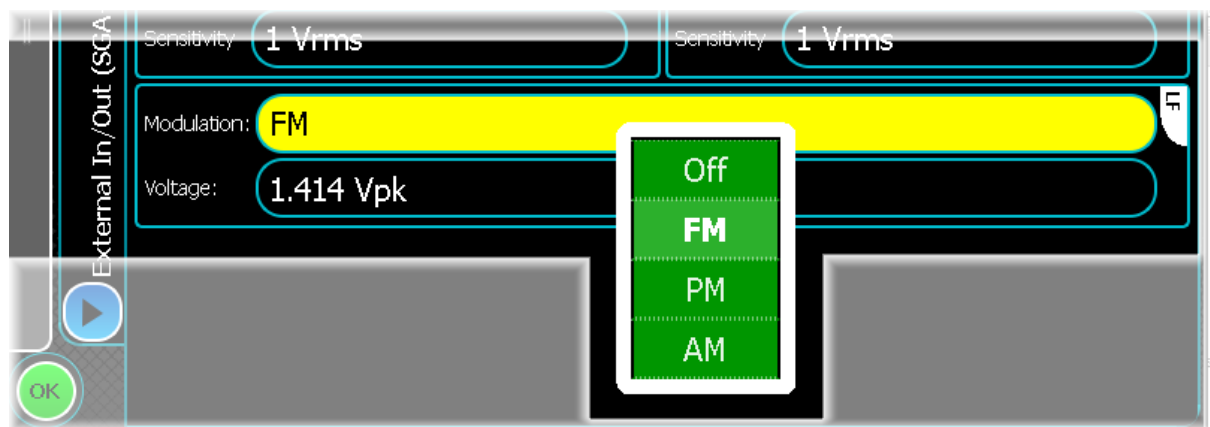 External In/Out (SGA-
Sensitivity 1 Vrms Sensitivity 1 Vrms
Modulation: FM
LF
Voltage: 1.414 Vpk
Off
FM
PM
AM
OK